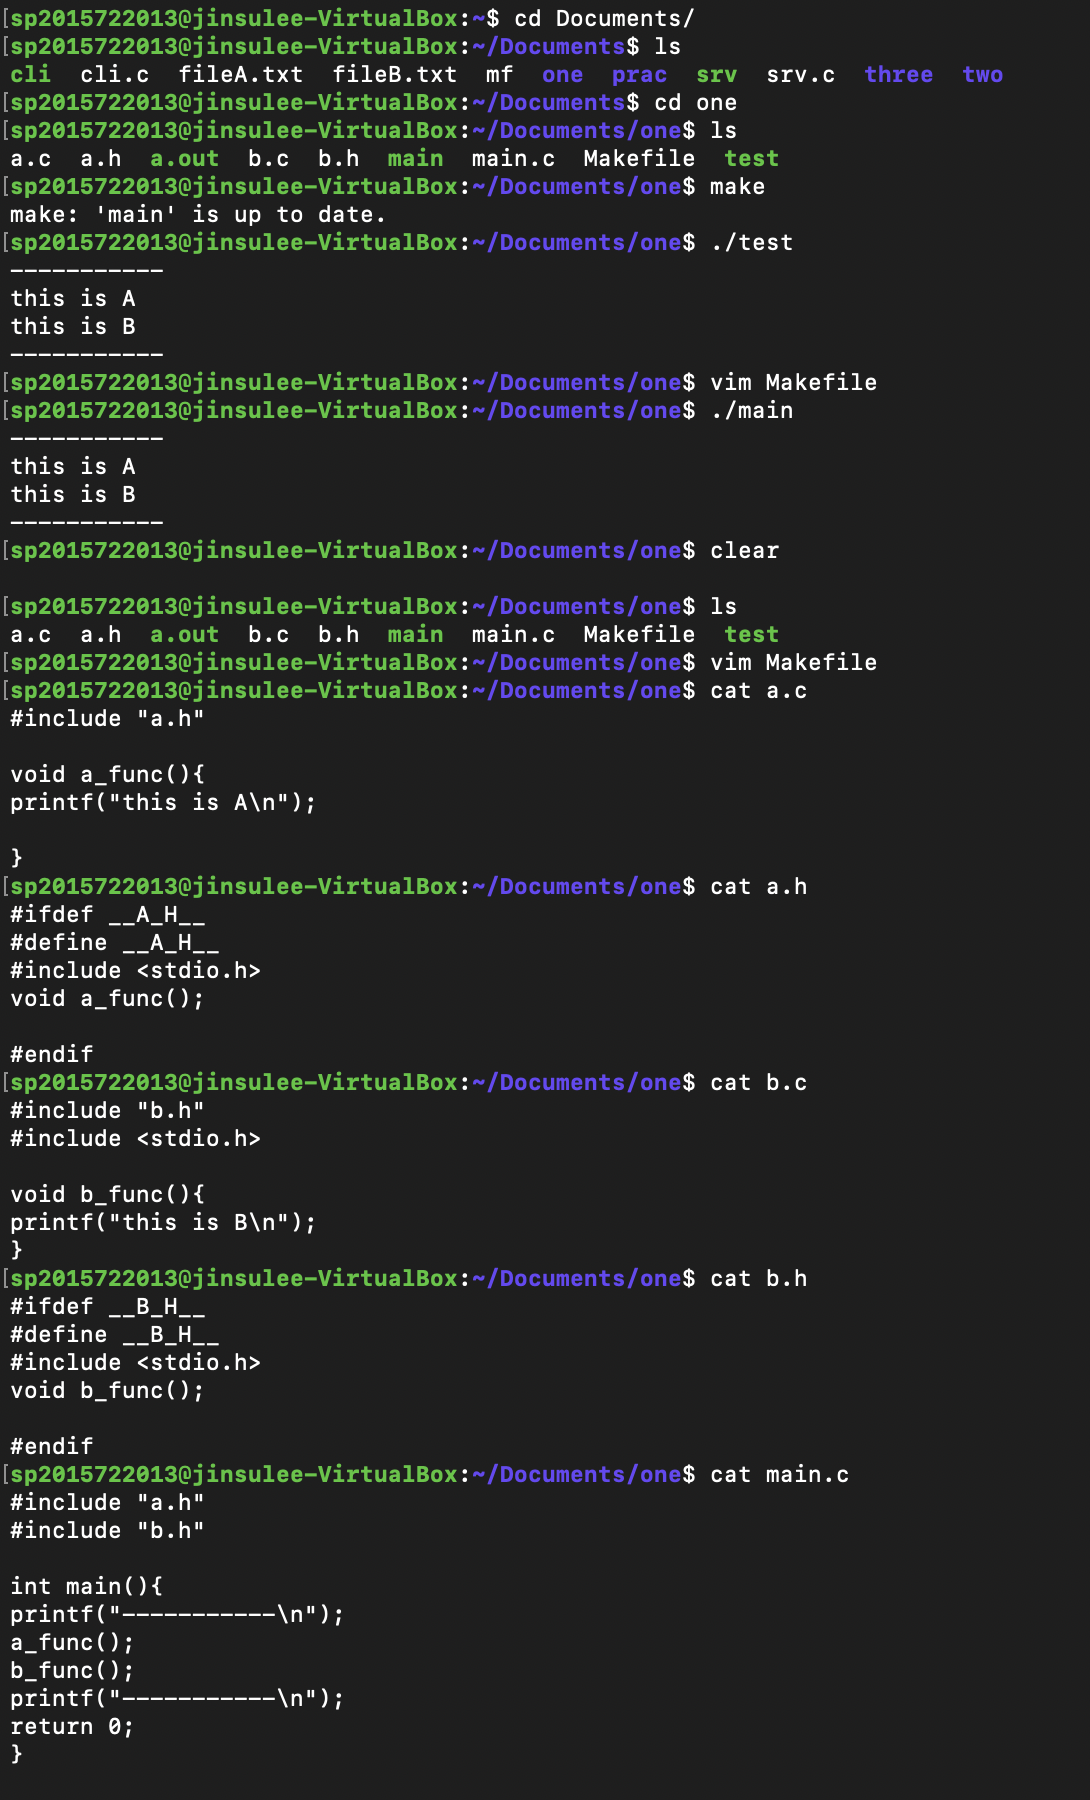 [sp2015722013@jinsulee-VirtualBox:~$ cd Documents/
[sp2015722013@jinsulee-VirtualBox:~/Documents$ ls
cli  cli.c  fileA.txt  fileB.txt  mf  one  prac  srv  srv.c  three  two
[sp2015722013@jinsulee-VirtualBox:~/Documents$ cd one
[sp2015722013@jinsulee-VirtualBox:~/Documents/one$ ls
a.c  a.h  a.out  b.c  b.h  main  main.c  Makefile  test
[sp2015722013@jinsulee-VirtualBox:~/Documents/one$ make
make: 'main' is up to date.
[sp2015722013@jinsulee-VirtualBox:~/Documents/one$ ./test
-----------
this is A
this is B
-----------
[sp2015722013@jinsulee-VirtualBox:~/Documents/one$ vim Makefile
[sp2015722013@jinsulee-VirtualBox:~/Documents/one$ ./main
-----------
this is A
this is B
-----------
[sp2015722013@jinsulee-VirtualBox:~/Documents/one$ clear

[sp2015722013@jinsulee-VirtualBox:~/Documents/one$ ls
a.c  a.h  a.out  b.c  b.h  main  main.c  Makefile  test
[sp2015722013@jinsulee-VirtualBox:~/Documents/one$ vim Makefile
[sp2015722013@jinsulee-VirtualBox:~/Documents/one$ cat a.c
#include "a.h"

void a_func(){
printf("this is A\n");

}
[sp2015722013@jinsulee-VirtualBox:~/Documents/one$ cat a.h
#ifdef __A_H__
#define __A_H__
#include <stdio.h>
void a_func();

#endif
[sp2015722013@jinsulee-VirtualBox:~/Documents/one$ cat b.c
#include "b.h"
#include <stdio.h>

void b_func(){
printf("this is B\n");
}
[sp2015722013@jinsulee-VirtualBox:~/Documents/one$ cat b.h
#ifdef __B_H__
#define __B_H__
#include <stdio.h>
void b_func();

#endif
[sp2015722013@jinsulee-VirtualBox:~/Documents/one$ cat main.c
#include "a.h"
#include "b.h"

int main(){
printf("-----------\n");
a_func();
b_func();
printf("-----------\n");
return 0;
}